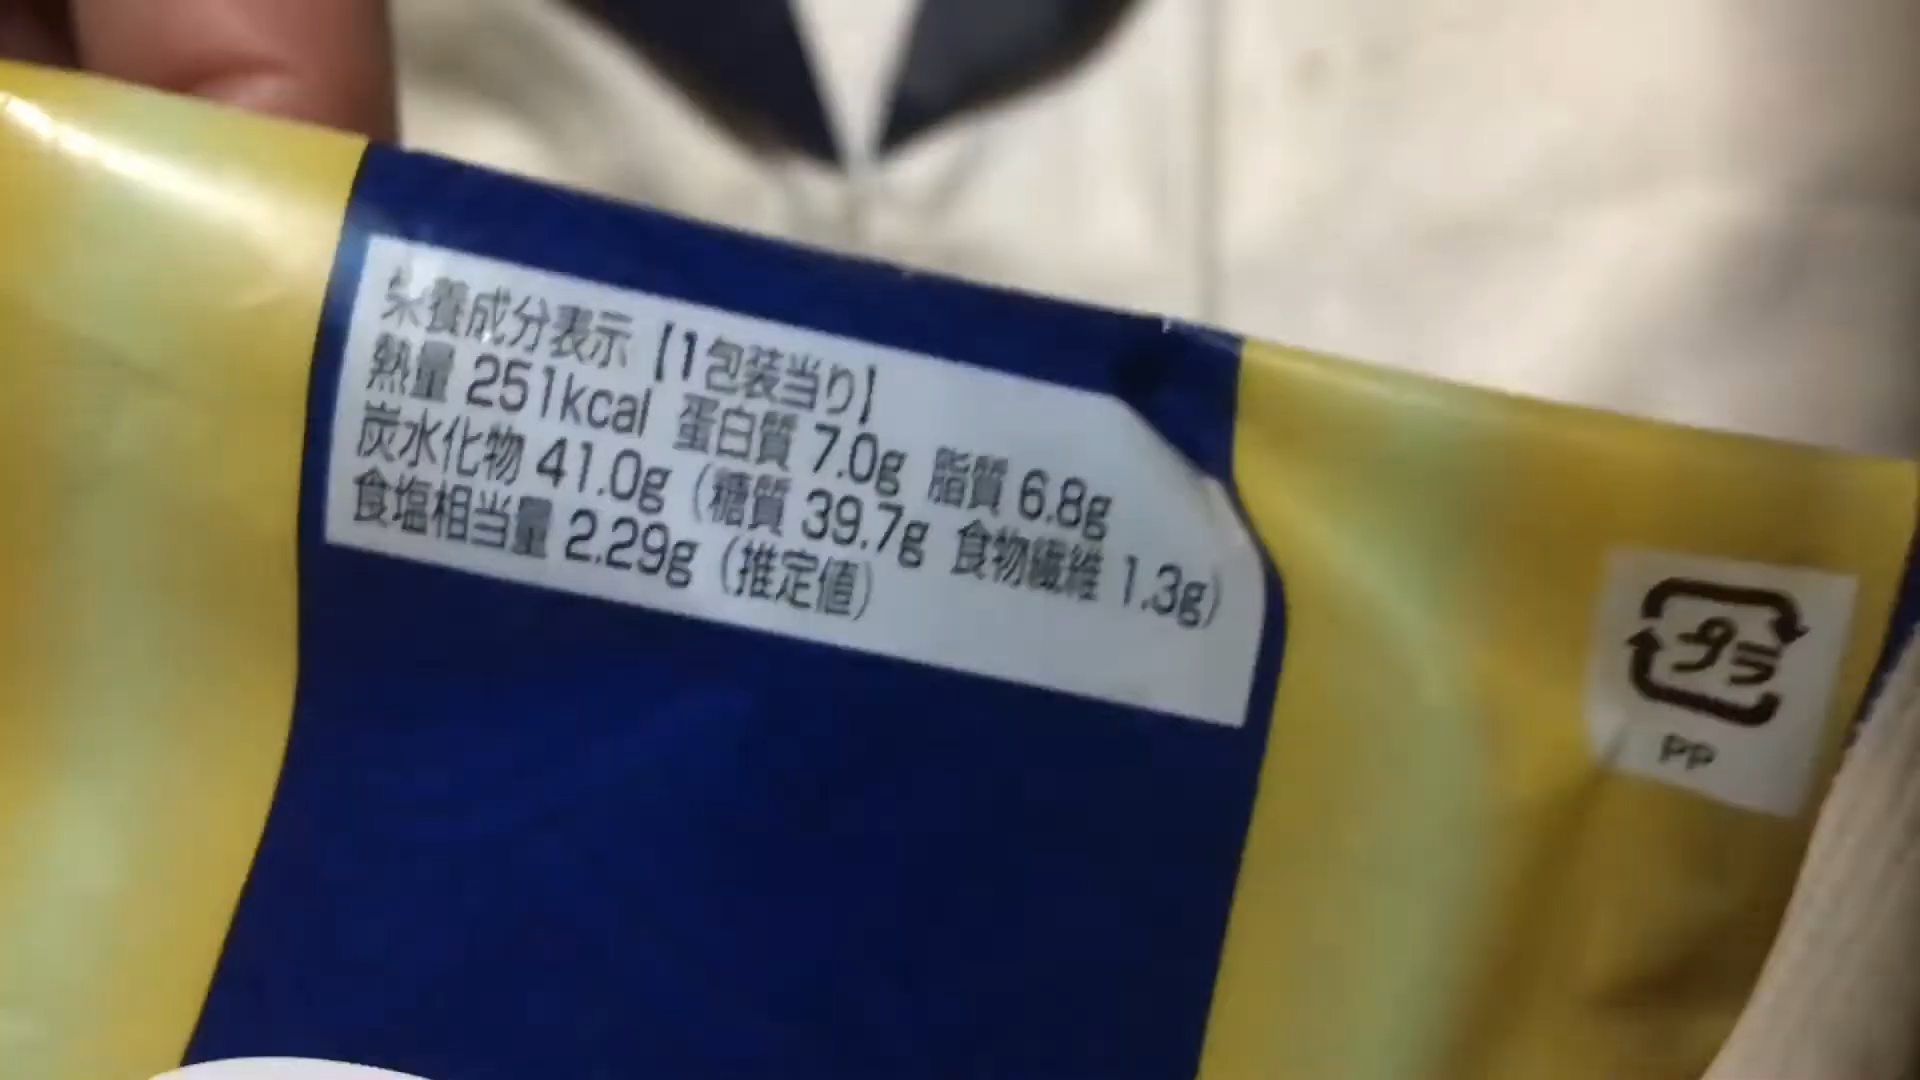 栄養成分表示【1包装当り】
熱量 251kcal 蛋白質 7.0g 脂質 6.8g
炭水化物 41.0g（糖質 39.7g 食物繊維 1.3g）
食塩相当量 2.29g（推定値）
プラ
PP